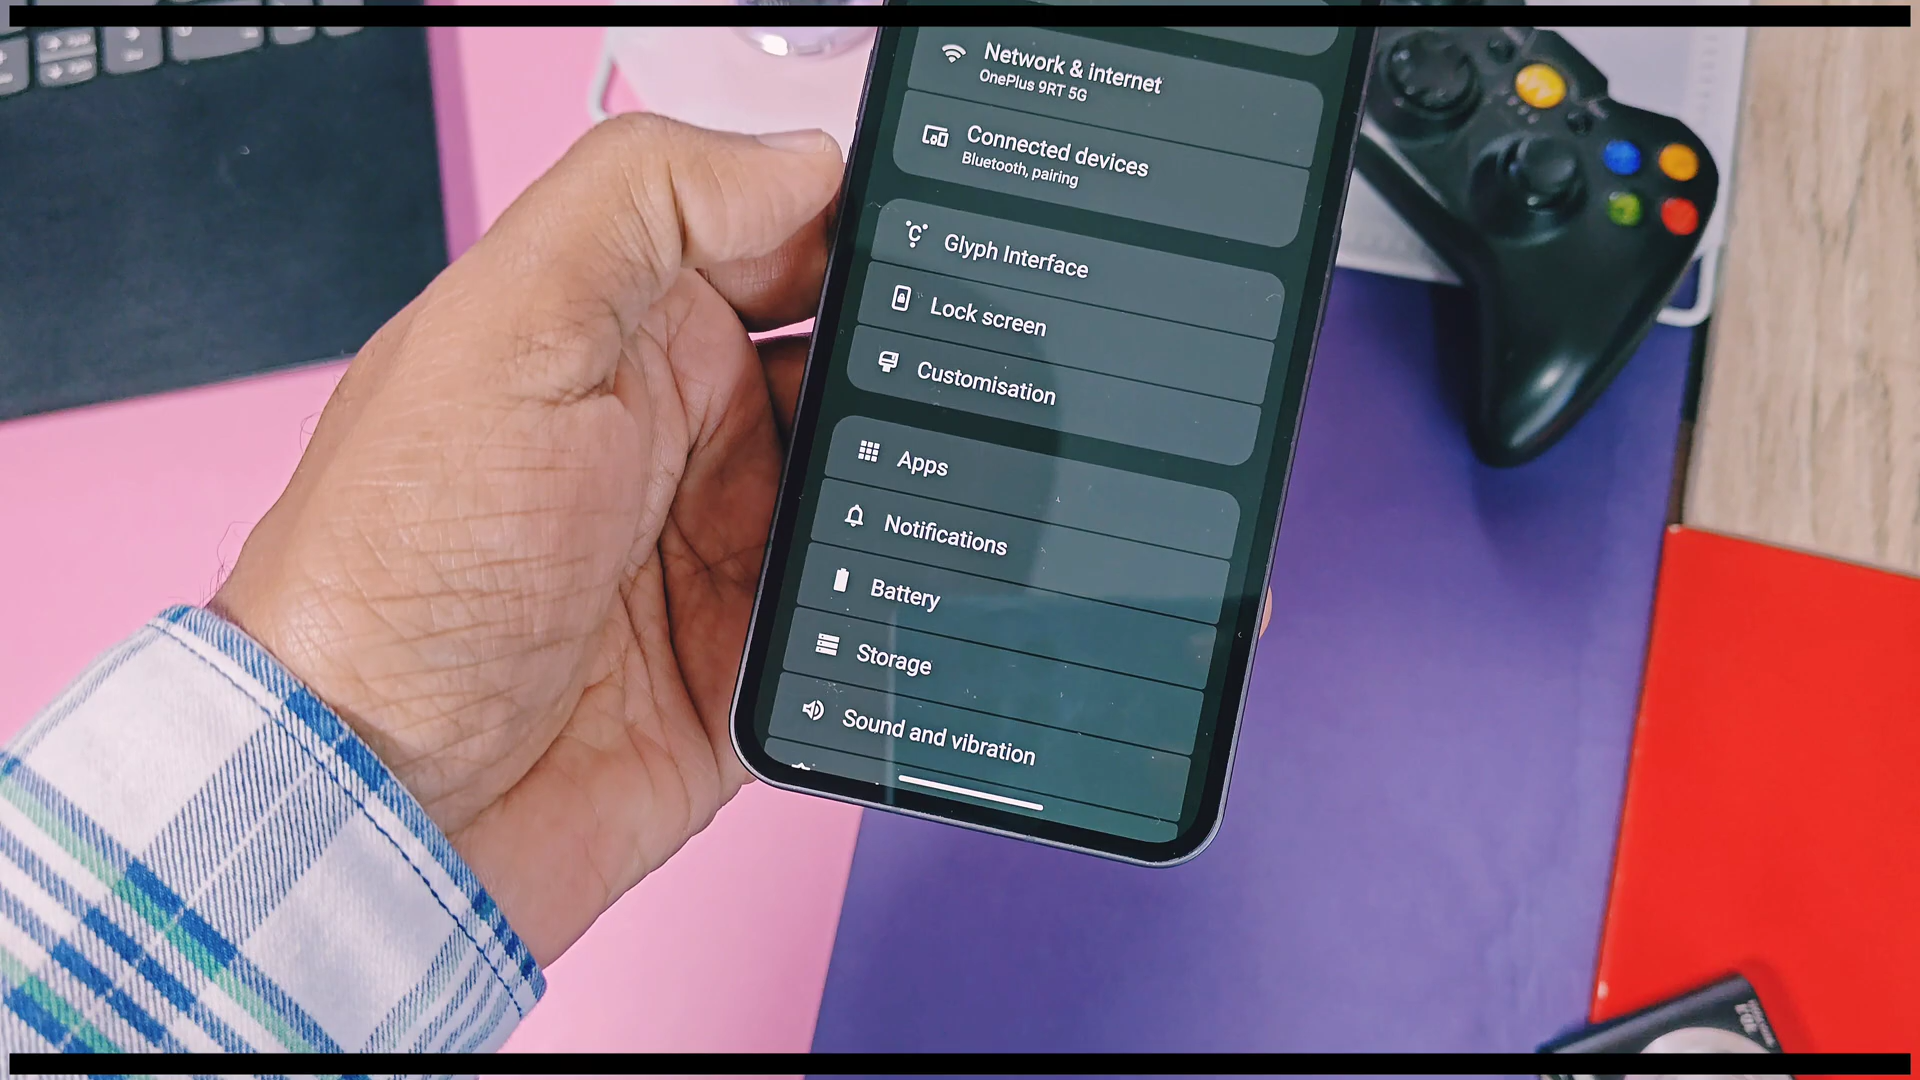 Network & internet
OnePlus 9RT 5G
Connected devices
Bluetooth, pairing
Glyph Interface
Lock screen
Customisation
Apps
Notifications
Battery
Storage
Sound and vibration